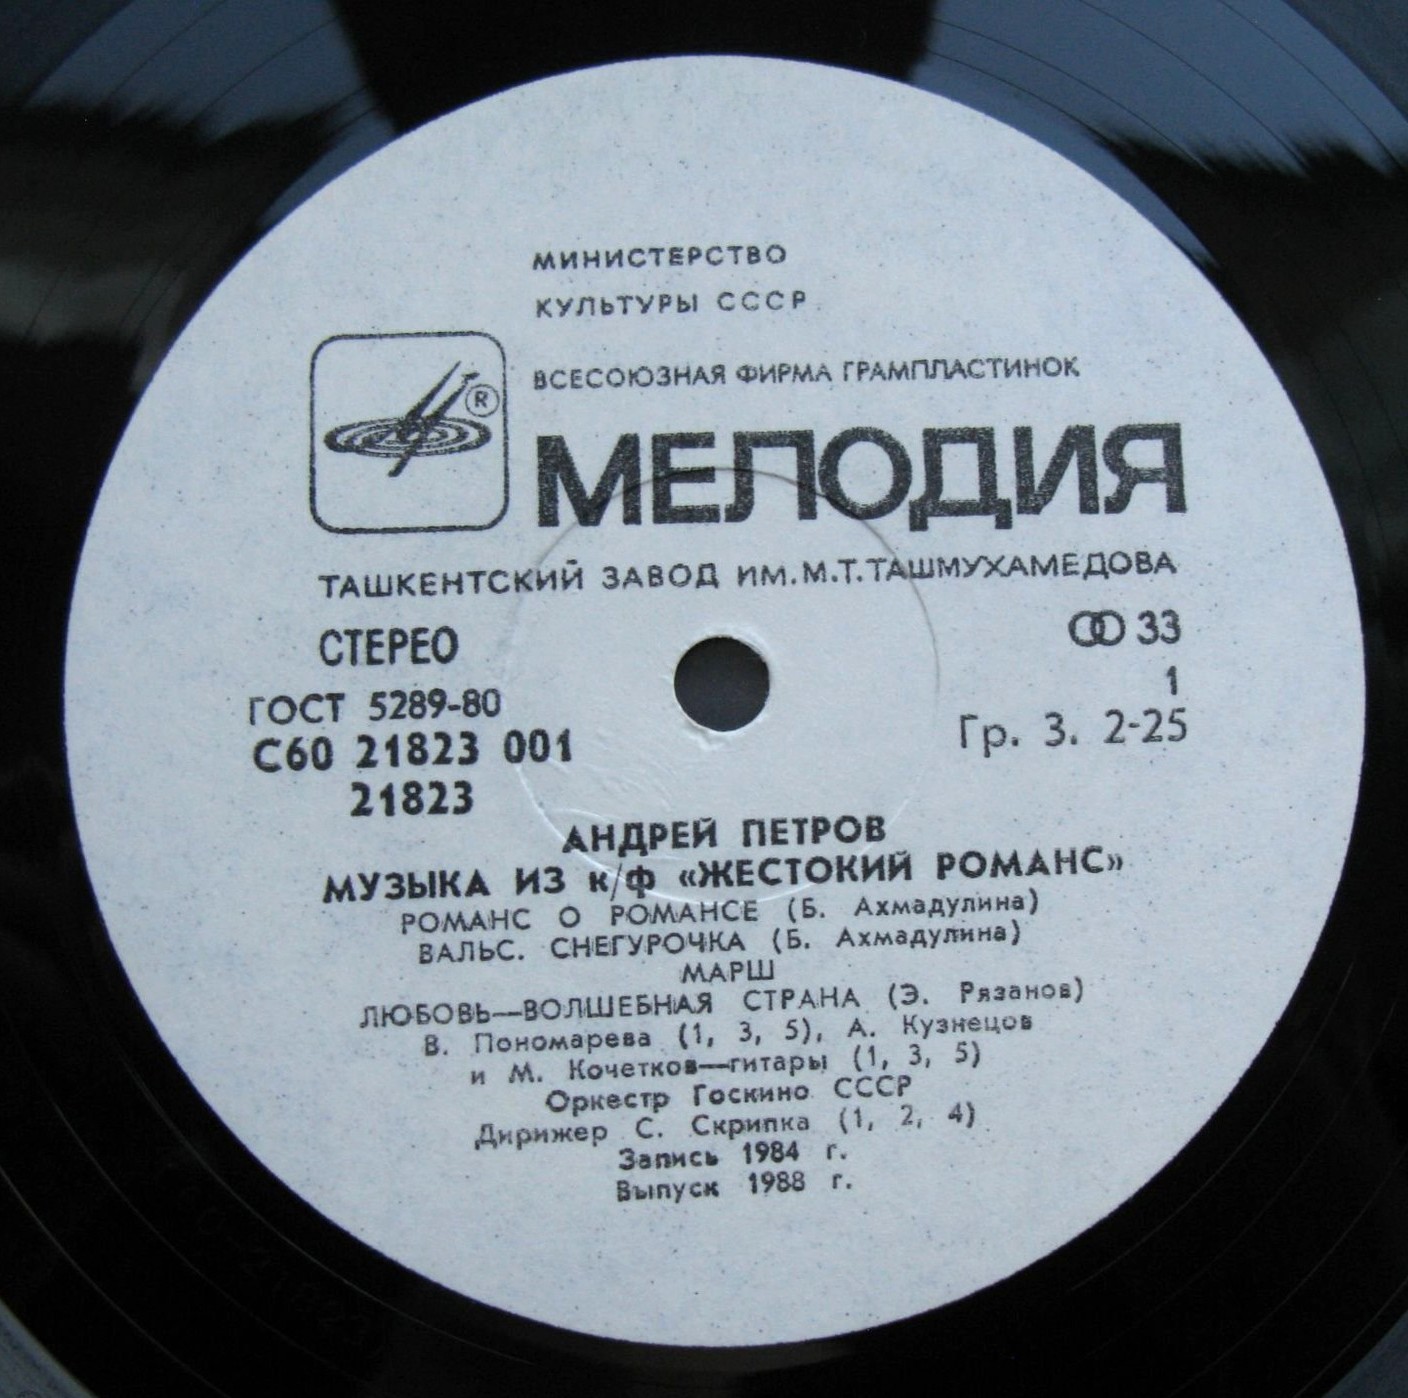 МИНИСТЕРСТВО
КУЛЬТУРЫ СССР
ВСЕСОЮЗНАЯ ФИРМА ГРАМПЛАСТИНОК
®
МЕЛОДИЯ
ТАШКЕНТСКИЙ ЗАВОД ИМ.М.Т.ТАШМУХАМЕДОВА
СТЕРЕО
33
ГОСТ 5289-80
1
С60 21823 001
Гр. 3. 2-25
21823
АНДРЕЙ ПЕТРОВ
МУЗЫКА ИЗ к/ф «ЖЕСТОКИЙ РОМАНС»
РОМАНС О РОМАНСЕ (Б. Ахмадулина)
ВАЛЬС. СНЕГУРОЧКА (Б. Ахмадулина)
МАРШ
ЛЮБОВЬ—ВОЛШЕБНАЯ СТРАНА (Э. Рязанов)
В. Пономарева (1, 3, 5), А. Кузнецов
и М. Кочетков—гитары (1, 3, 5)
Оркестр Госкино СССР
Дирижер С. Скрипка (1, 2, 4)
Запись 1984 г.
Выпуск 1988 г.